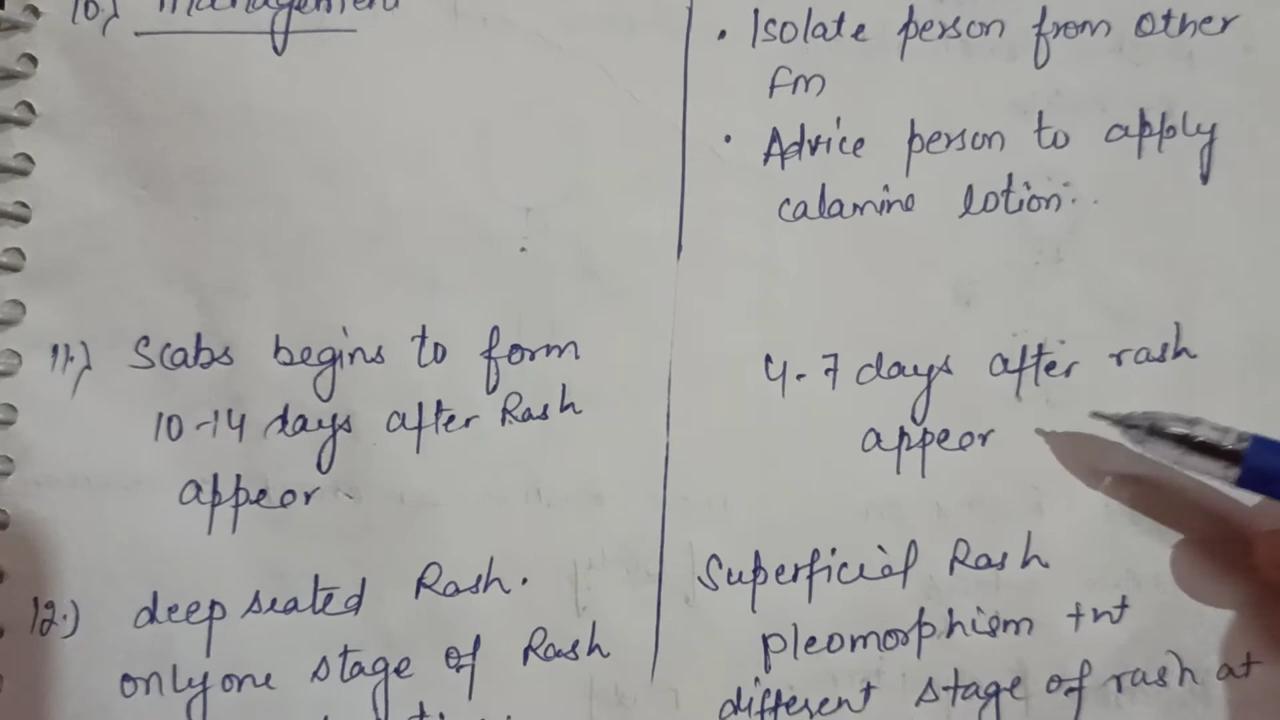 10.) Management
• Isolate person from other
fm
• Advice person to apply
calamine lotion.
11.) Scabs begins to form
10-14 days after Rash
appear
4-7 days after rash
appear
12.) deep seated Rash.
only one stage of Rash
Superficial Rash
pleomorphism +nt
different stage of rash at